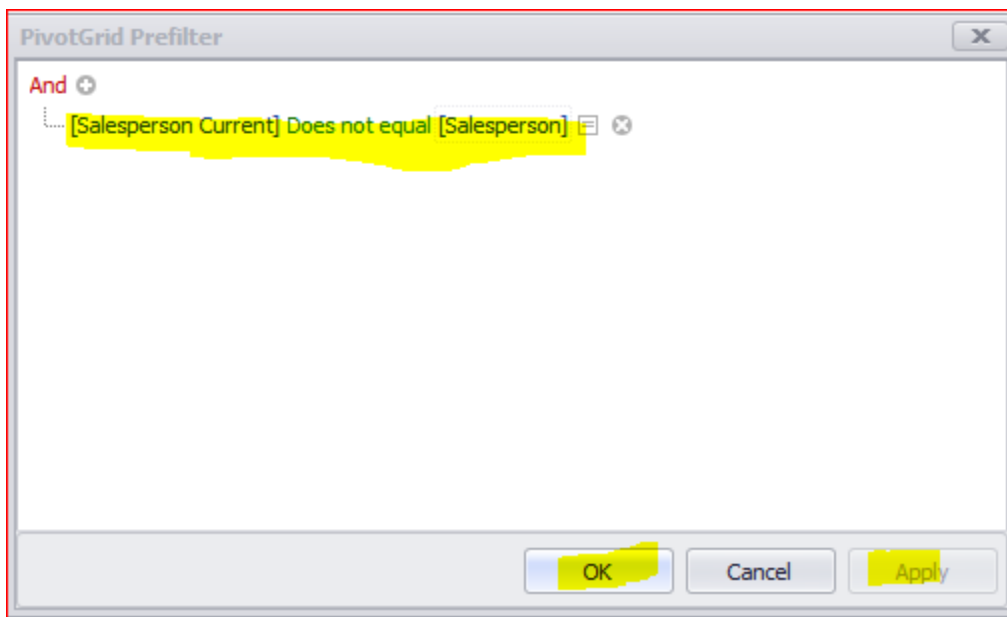 PivotGrid Prefilter
And
[Salesperson Current] Does not equal [Salesperson]
OK Cancel Apply